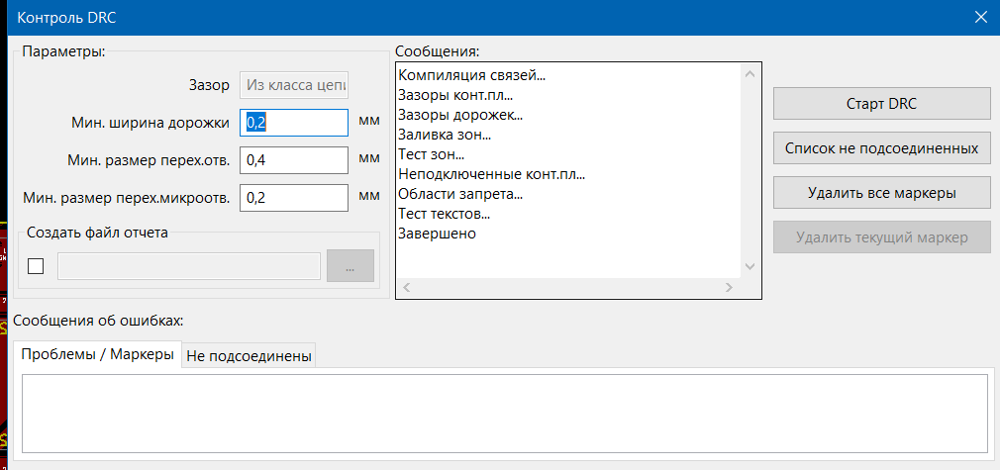 Контроль DRC
Параметры:
Зазор
Из класса цепи
Мин. ширина дорожки
0,2
мм
Мин. размер перех.отв.
0,4
мм
Мин. размер перех.микроотв.
0,2
мм
Создать файл отчета
...
Сообщения:
Компиляция связей...
Зазоры конт.пл...
Зазоры дорожек...
Заливка зон...
Тест зон...
Неподключенные конт.пл...
Области запрета...
Тест текстов...
Завершено
Старт DRC
Список не подсоединенных
Удалить все маркеры
Удалить текущий маркер
Сообщения об ошибках:
Проблемы / Маркеры
Не подсоединены